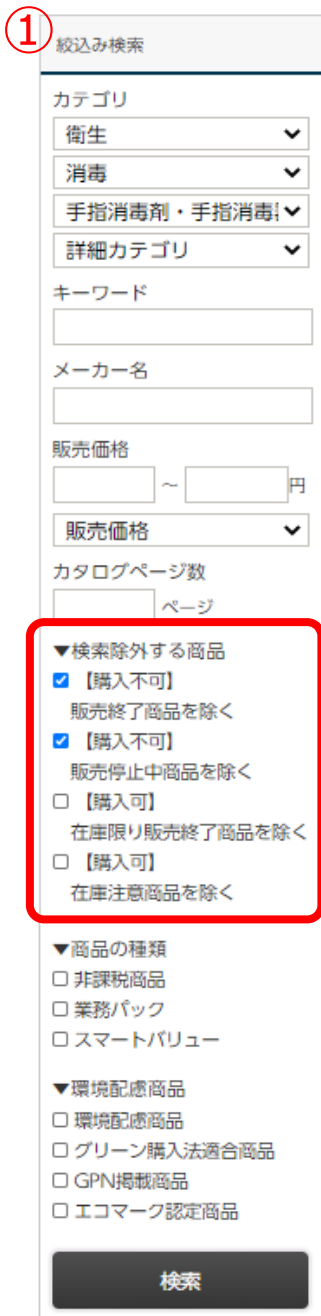 ①
絞込み検索
カテゴリ
衛生
消毒
手指消毒剤・手指消毒
詳細カテゴリ
キーワード
メーカー名
販売価格
～ 円
販売価格
カタログページ数
ページ
▼検索除外する商品
【購入不可】
販売終了商品を除く
【購入不可】
販売停止中商品を除く
【購入可】
在庫限り販売終了商品を除く
【購入可】
在庫注意商品を除く
▼商品の種類
非課税商品
業務パック
スマートバリュー
▼環境配慮商品
環境配慮商品
グリーン購入法適合商品
GPN掲載商品
エコマーク認定商品
検索